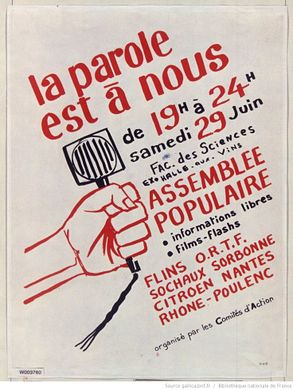 la parole
est à nous
de 19H à 24H
samedi 29 Juin
FAC. des Sciences
EX HALLE-aux-VINS
ASSEMBLEE
POPULAIRE
• informations libres
• films-flashs
FLINS O.R.T.F.
SOCHAUX SORBONNE
CITROEN NANTES
RHONE-POULENC
organisé par les Comités d'Action
W003760
Source gallica.bnf.fr / Bibliothèque nationale de France